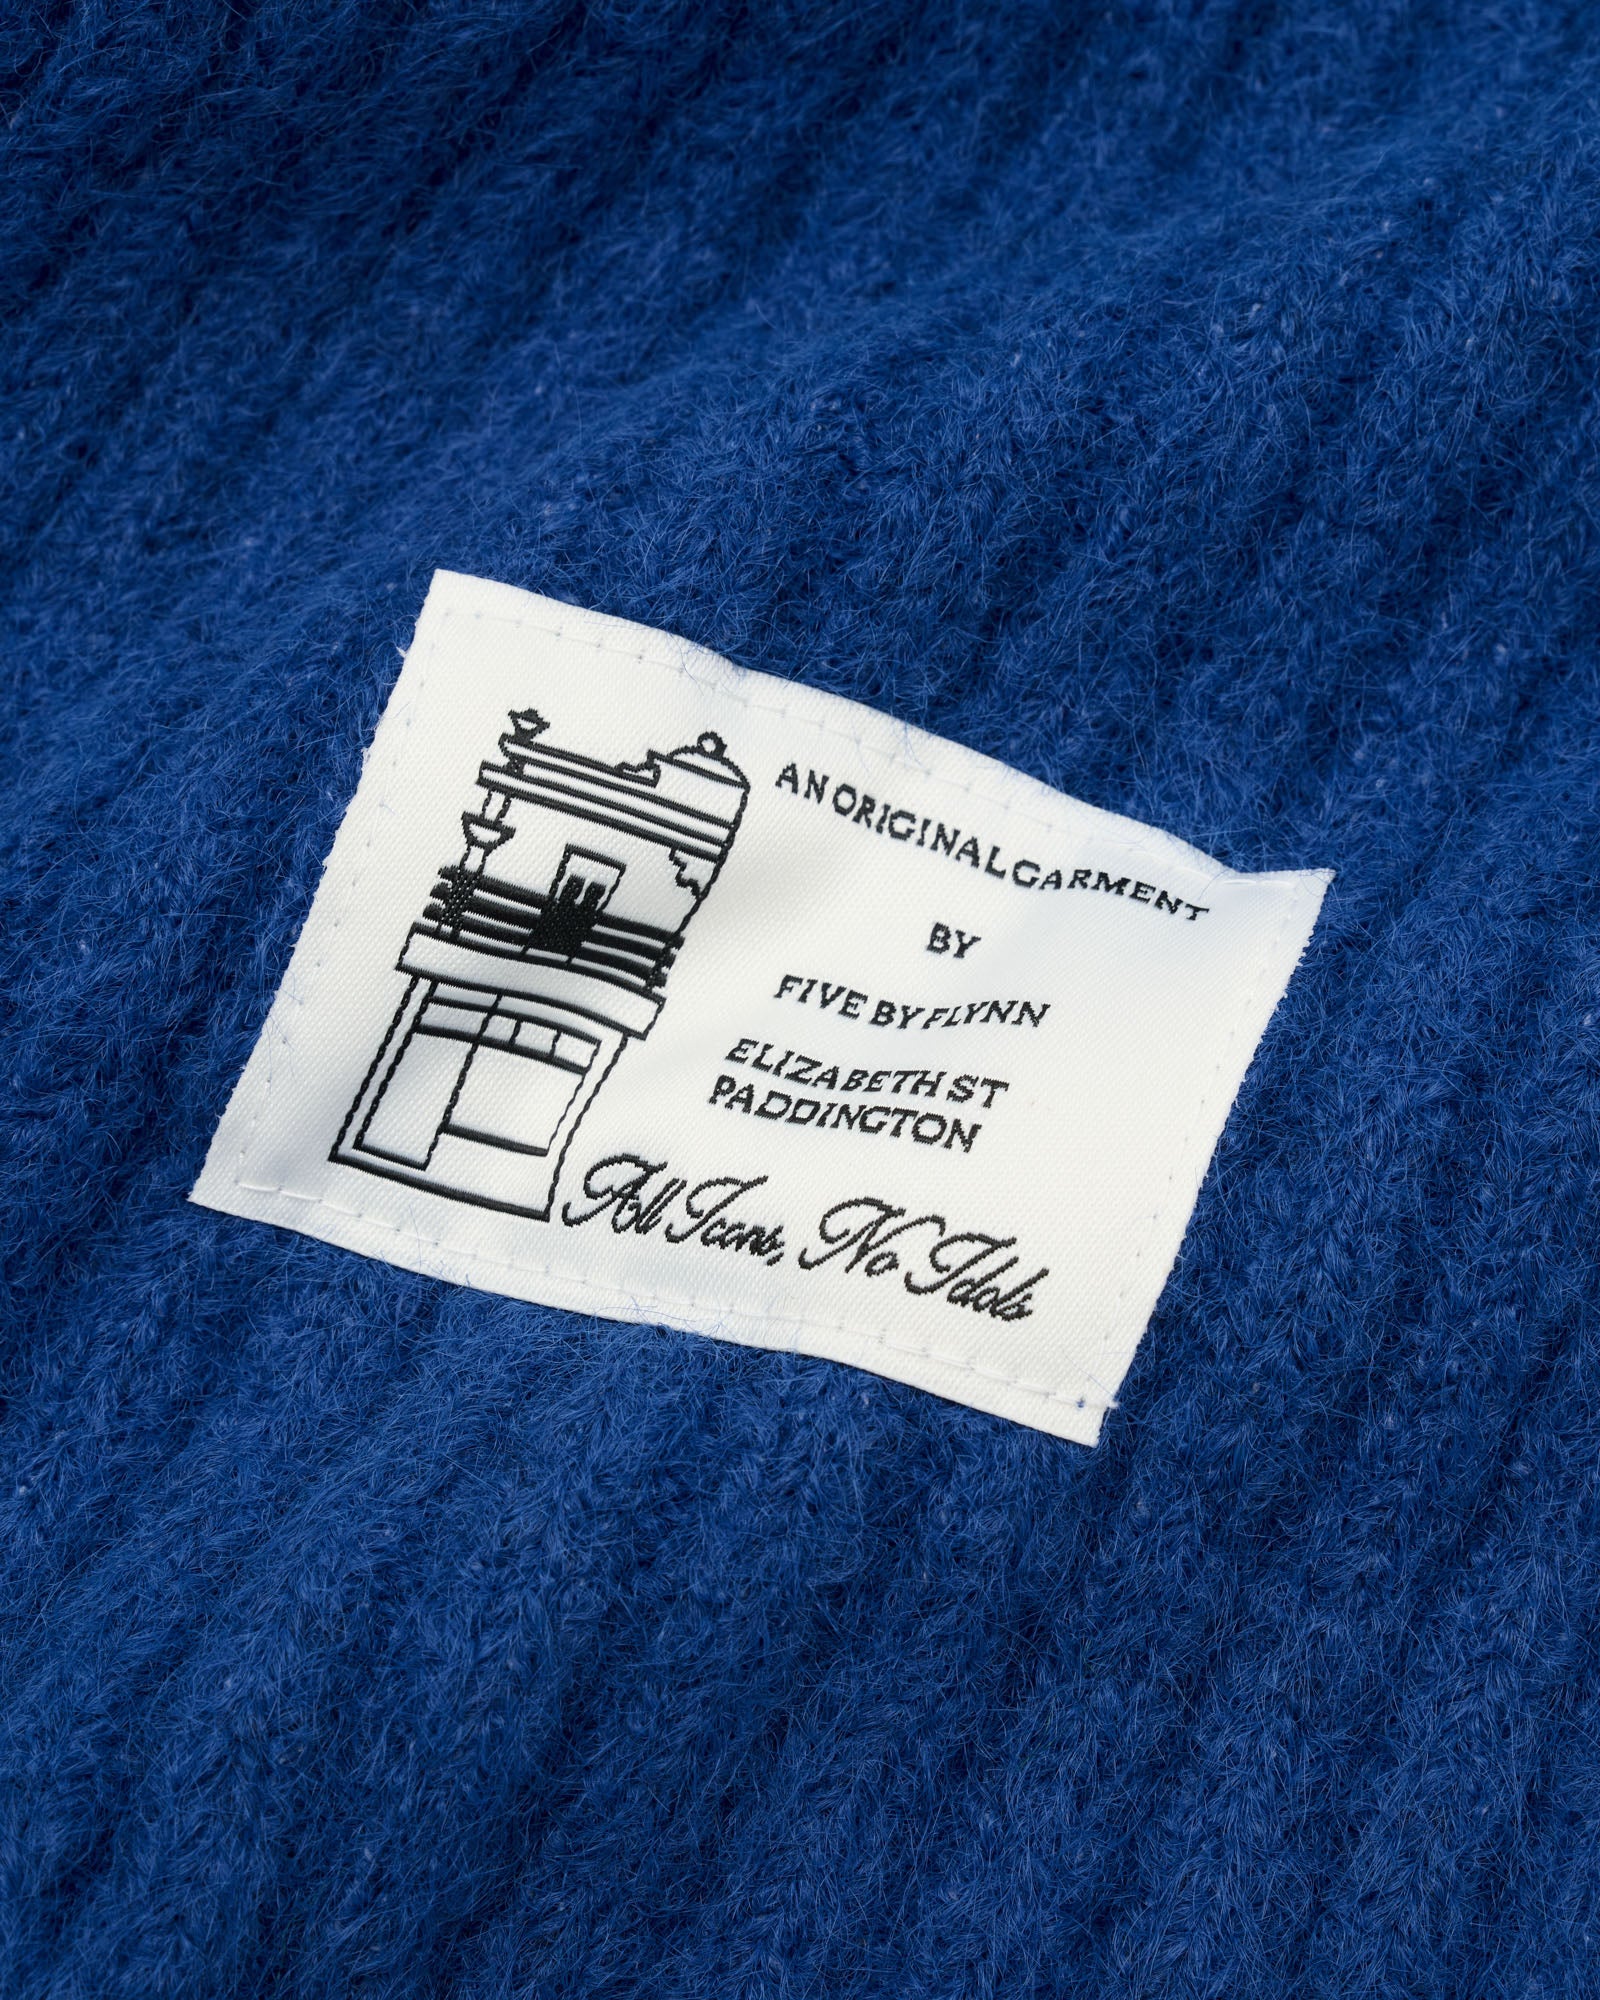 AN ORIGINAL GARMENT
BY
FIVE BY FLYNN
ELIZABETH ST
PADDINGTON
All Icons, No Idols